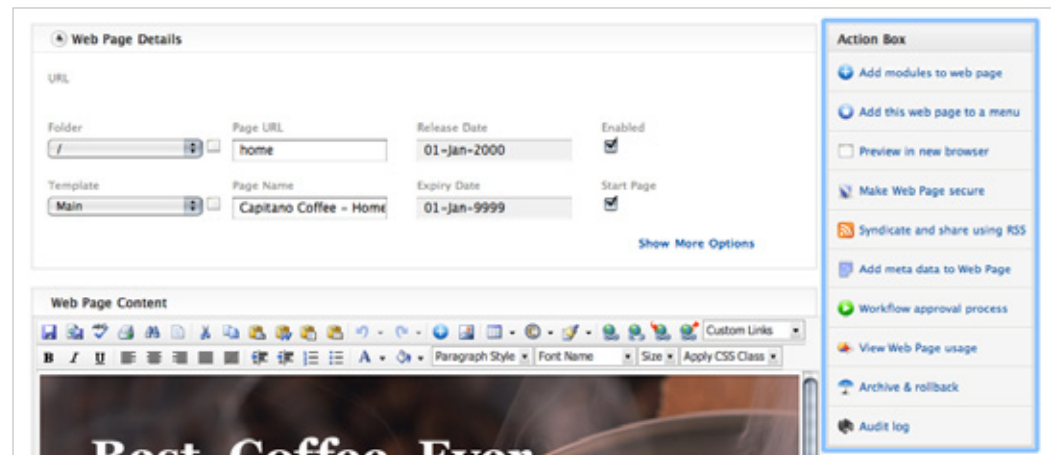 Web Page Details
URL
Folder Page URL Release Date Enabled
/ home 01-Jan-2000
Template Page Name Expiry Date Start Page
Main Capitano Coffee - Home 01-Jan-9999
Show More Options
Web Page Content
Custom Links
B I U A Paragraph Style Font Name Size Apply CSS Class
Best Coffee Ever
Action Box
Add modules to web page
Add this web page to a menu
Preview in new browser
Make Web Page secure
Syndicate and share using RSS
Add meta data to Web Page
Workflow approval process
View Web Page usage
Archive & rollback
Audit log